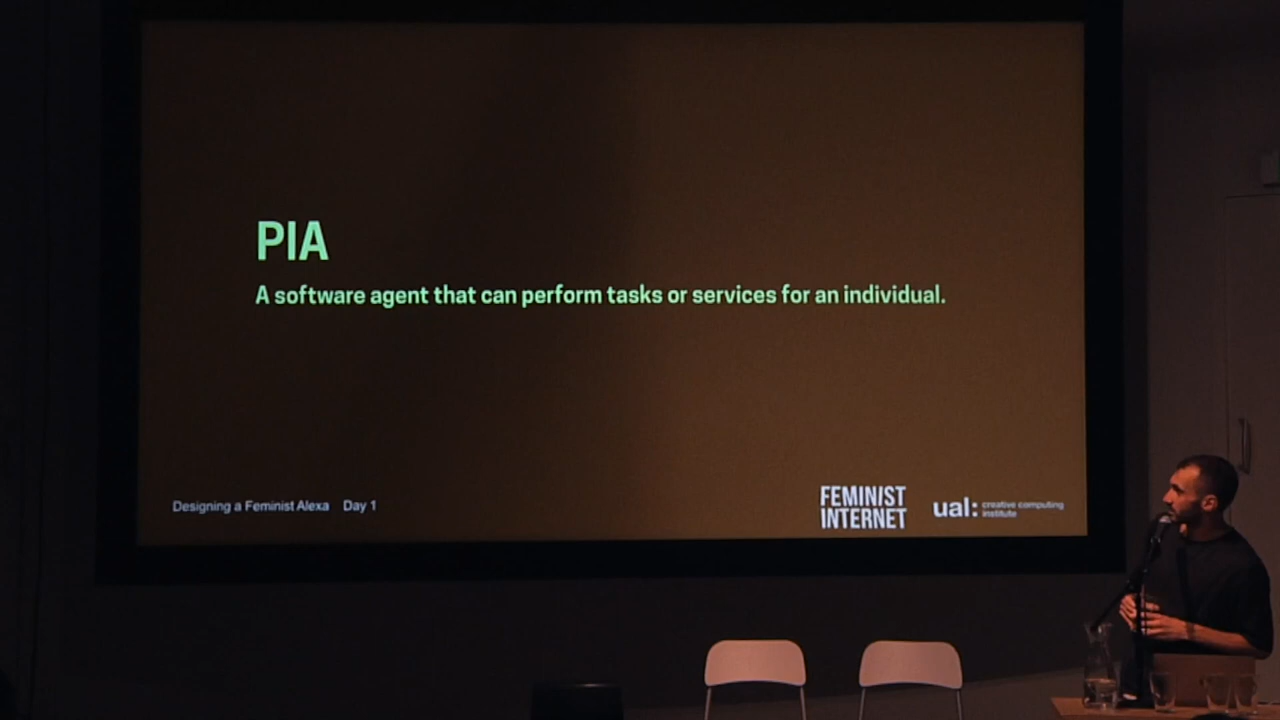 PIA
A software agent that can perform tasks or services for an individual.
Designing a Feminist Alexa Day 1
FEMINIST
INTERNET
ual: creative computing
institute